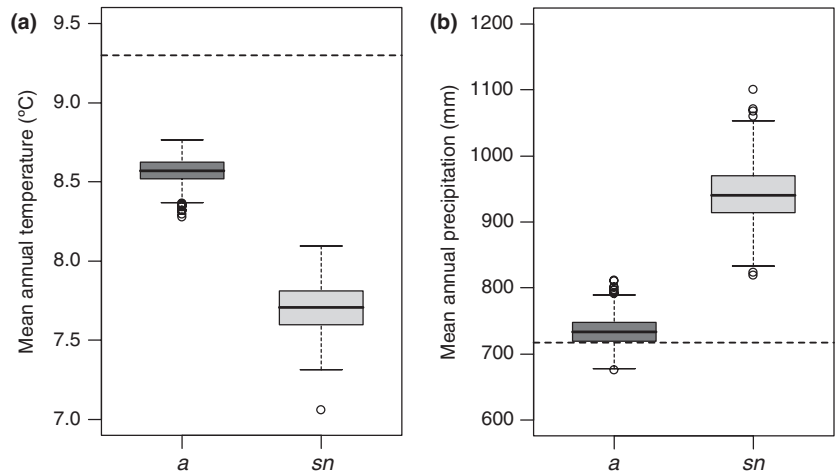 (a)
Mean annual temperature (°C)
9.5
9.0
8.5
8.0
7.5
7.0
a
sn
(b)
Mean annual precipitation (mm)
1200
1100
1000
900
800
700
600
a
sn